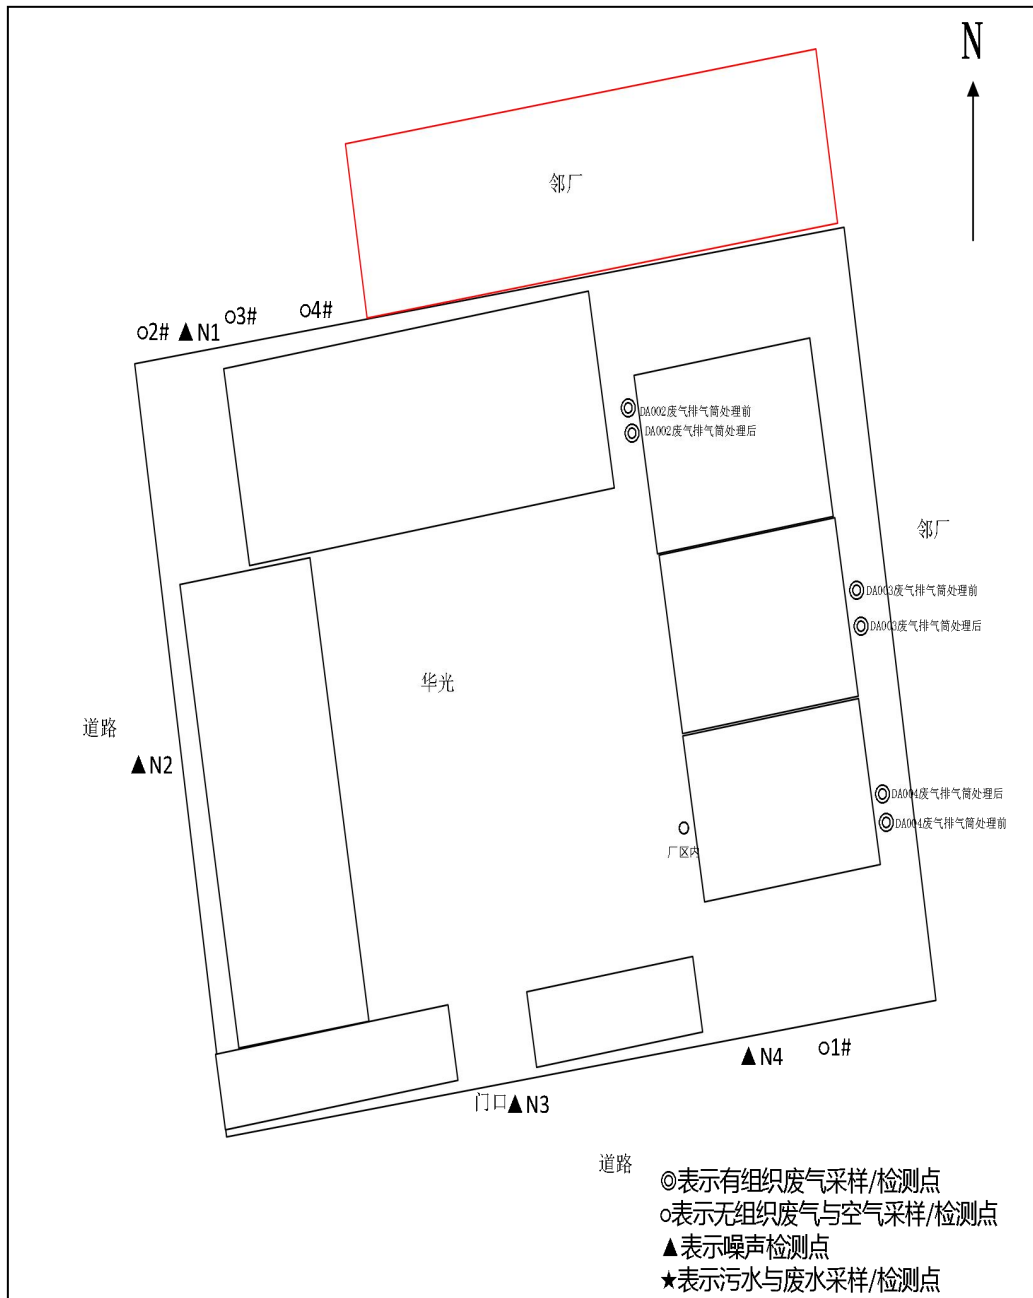 N
邻厂
○4#
○3#
○2# ▲N1
DA002废气排气筒处理前
DA002废气排气筒处理后
邻厂
DA003废气排气筒处理前
DA003废气排气筒处理后
华光
道路
▲N2
DA004废气排气筒处理后
DA004废气排气筒处理前
厂区内
▲N4 ○1#
门口▲N3
道路
◎表示有组织废气采样/检测点
○表示无组织废气与空气采样/检测点
▲表示噪声检测点
★表示污水与废水采样/检测点